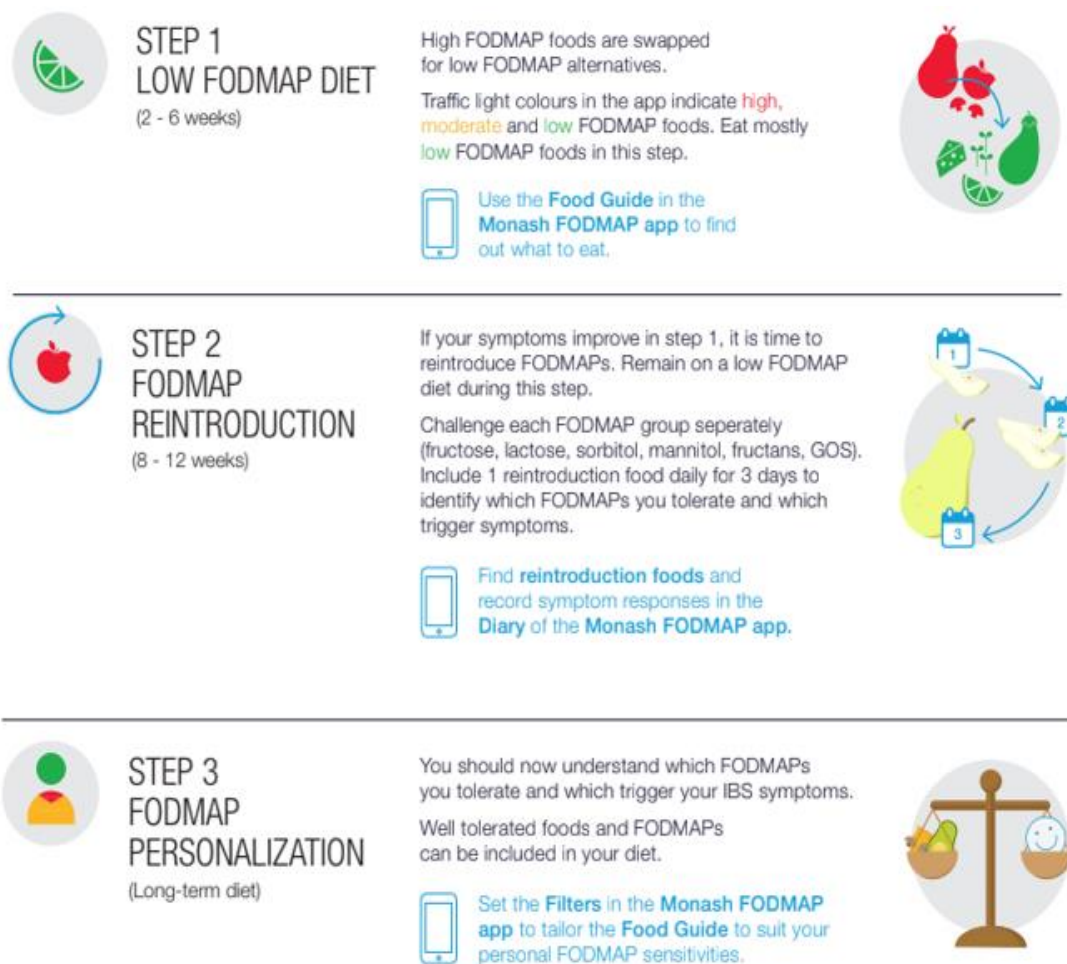 STEP 1
LOW FODMAP DIET
(2 - 6 weeks)
High FODMAP foods are swapped
for low FODMAP alternatives.
Traffic light colours in the app indicate high,
moderate and low FODMAP foods. Eat mostly
low FODMAP foods in this step.
Use the Food Guide in the
Monash FODMAP app to find
out what to eat.
STEP 2
FODMAP
REINTRODUCTION
(8 - 12 weeks)
If your symptoms improve in step 1, it is time to
reintroduce FODMAPs. Remain on a low FODMAP
diet during this step.
Challenge each FODMAP group seperately
(fructose, lactose, sorbitol, mannitol, fructans, GOS).
Include 1 reintroduction food daily for 3 days to
identify which FODMAPs you tolerate and which
trigger symptoms.
Find reintroduction foods and
record symptom responses in the
Diary of the Monash FODMAP app.
1
2
3
STEP 3
FODMAP
PERSONALIZATION
(Long-term diet)
You should now understand which FODMAPs
you tolerate and which trigger your IBS symptoms.
Well tolerated foods and FODMAPs
can be included in your diet.
Set the Filters in the Monash FODMAP
app to tailor the Food Guide to suit your
personal FODMAP sensitivities.